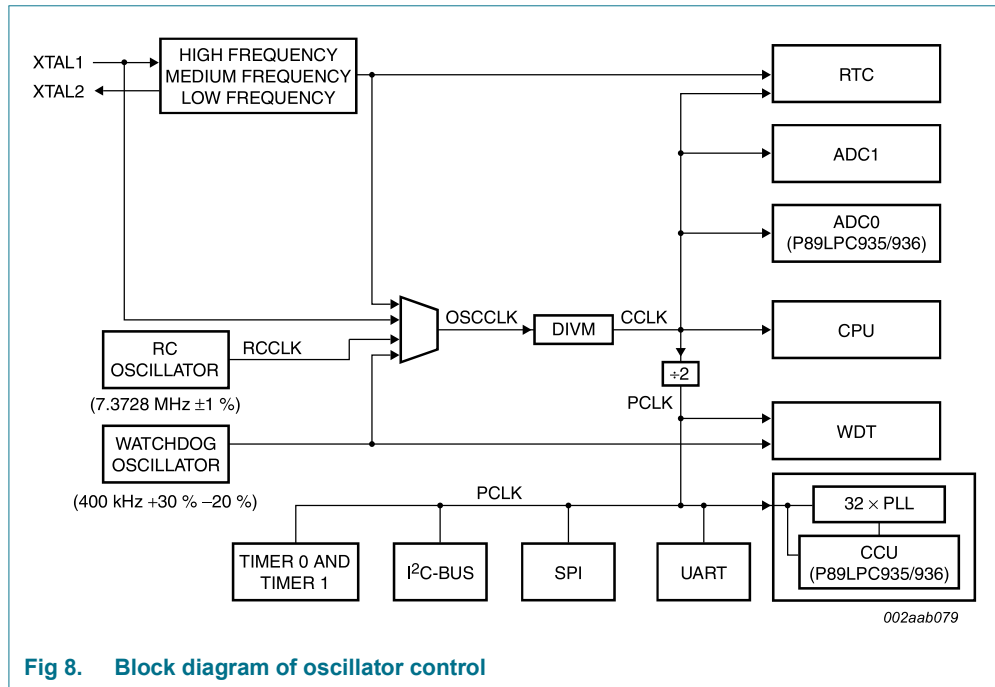 XTAL1
XTAL2
HIGH FREQUENCY
MEDIUM FREQUENCY
LOW FREQUENCY
RTC
ADC1
ADC0
(P89LPC935/936)
OSCCLK
DIVM
CCLK
CPU
RC
OSCILLATOR
RCCLK
(7.3728 MHz ±1 %)
÷2
PCLK
WATCHDOG
OSCILLATOR
WDT
(400 kHz +30 % −20 %)
PCLK
32 × PLL
CCU
(P89LPC935/936)
TIMER 0 AND
TIMER 1
I²C-BUS
SPI
UART
002aab079
Fig 8. Block diagram of oscillator control